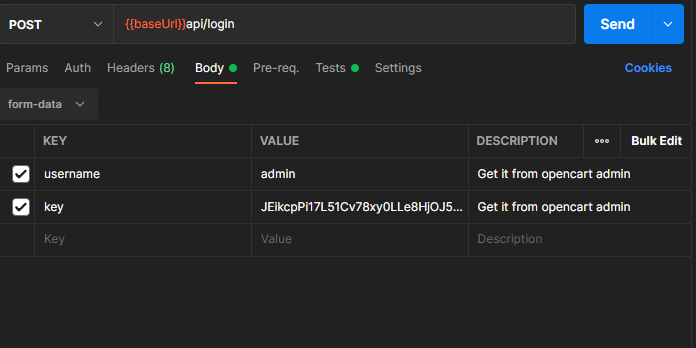 POST {{baseUrl}}api/login Send
Params Auth Headers (8) Body Pre-req. Tests Settings Cookies
form-data
KEY VALUE DESCRIPTION ••• Bulk Edit
username admin Get it from opencart admin
key JEikcpPi17L51Cv78xy0LLe8HjOJ5... Get it from opencart admin
Key Value Description